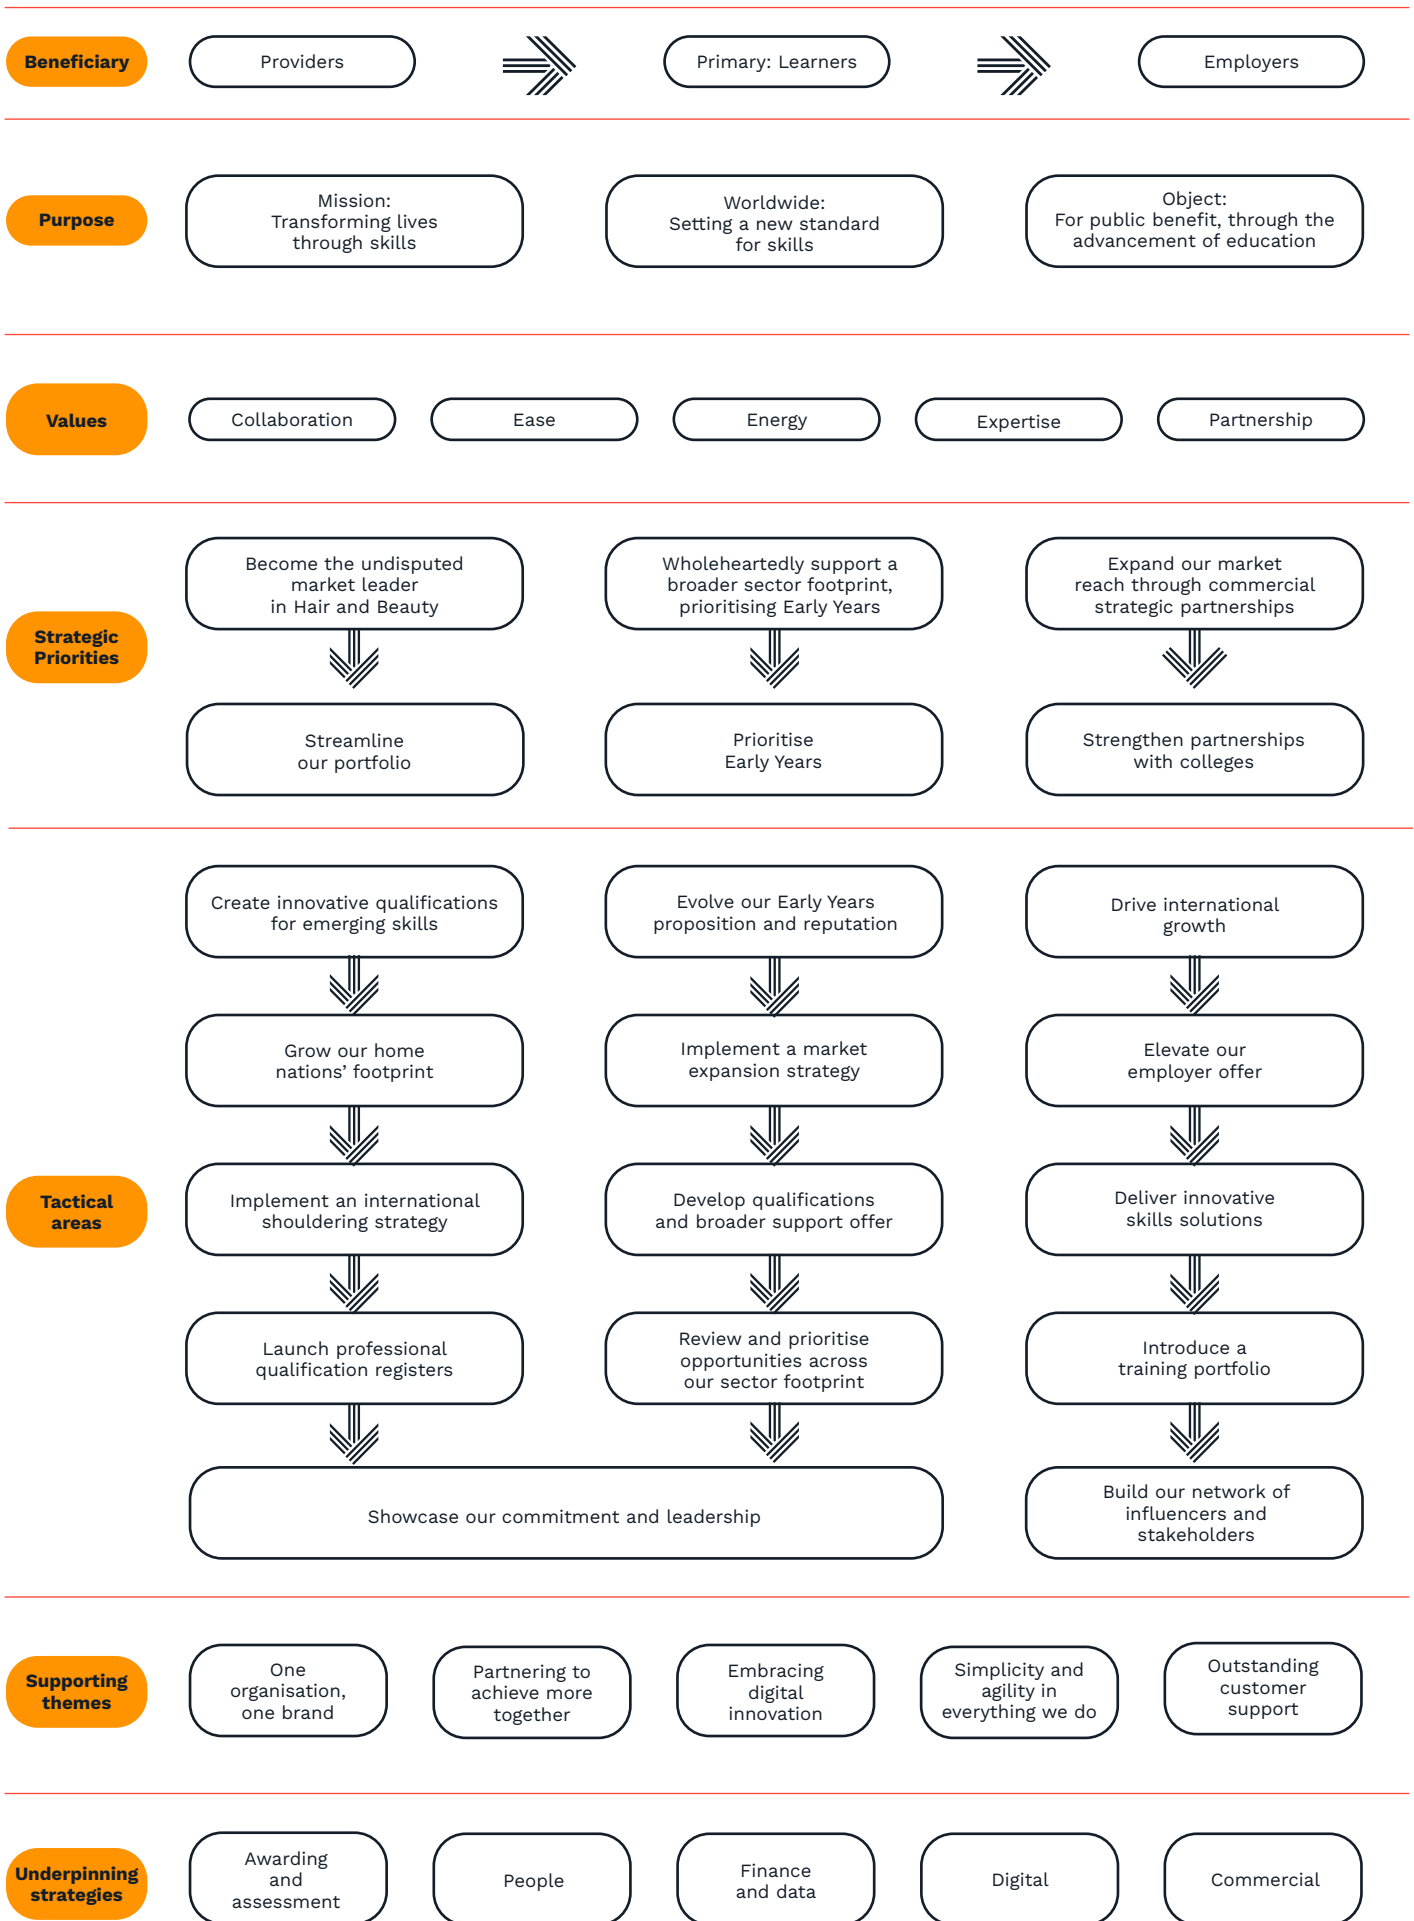 Beneficiary
Providers
Primary: Learners
Employers
Purpose
Mission:
Transforming lives
through skills
Worldwide:
Setting a new standard
for skills
Object:
For public benefit, through the
advancement of education
Values
Collaboration
Ease
Energy
Expertise
Partnership
Strategic
Priorities
Become the undisputed
market leader
in Hair and Beauty
Wholeheartedly support a
broader sector footprint,
prioritising Early Years
Expand our market
reach through commercial
strategic partnerships
Streamline
our portfolio
Prioritise
Early Years
Strengthen partnerships
with colleges
Tactical
areas
Create innovative qualifications
for emerging skills
Evolve our Early Years
proposition and reputation
Drive international
growth
Grow our home
nations’ footprint
Implement a market
expansion strategy
Elevate our
employer offer
Implement an international
shouldering strategy
Develop qualifications
and broader support offer
Deliver innovative
skills solutions
Launch professional
qualification registers
Review and prioritise
opportunities across
our sector footprint
Introduce a
training portfolio
Showcase our commitment and leadership
Build our network of
influencers and
stakeholders
Supporting
themes
One
organisation,
one brand
Partnering to
achieve more
together
Embracing
digital
innovation
Simplicity and
agility in
everything we do
Outstanding
customer
support
Underpinning
strategies
Awarding
and
assessment
People
Finance
and data
Digital
Commercial